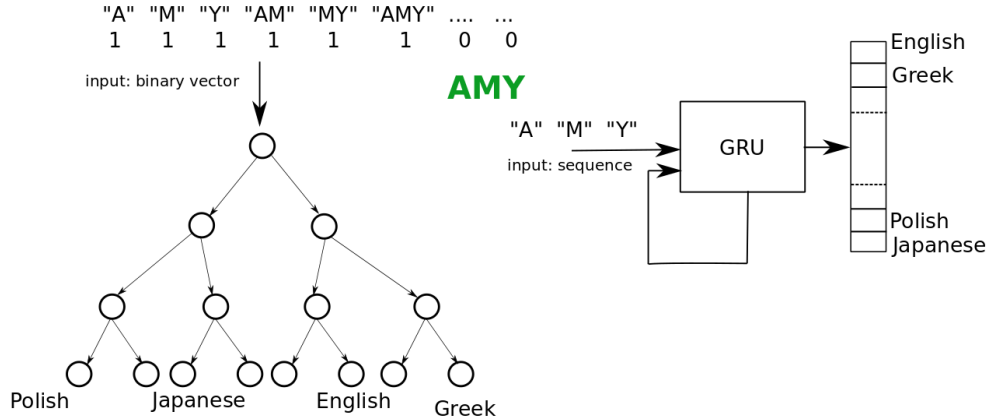 "A" "M" "Y" "AM" "MY" "AMY" .... ...
1 1 1 1 1 1 0 0
input: binary vector
AMY
"A" "M" "Y"
input: sequence
GRU
English
Greek
Polish
Japanese
Polish
Japanese
English
Greek